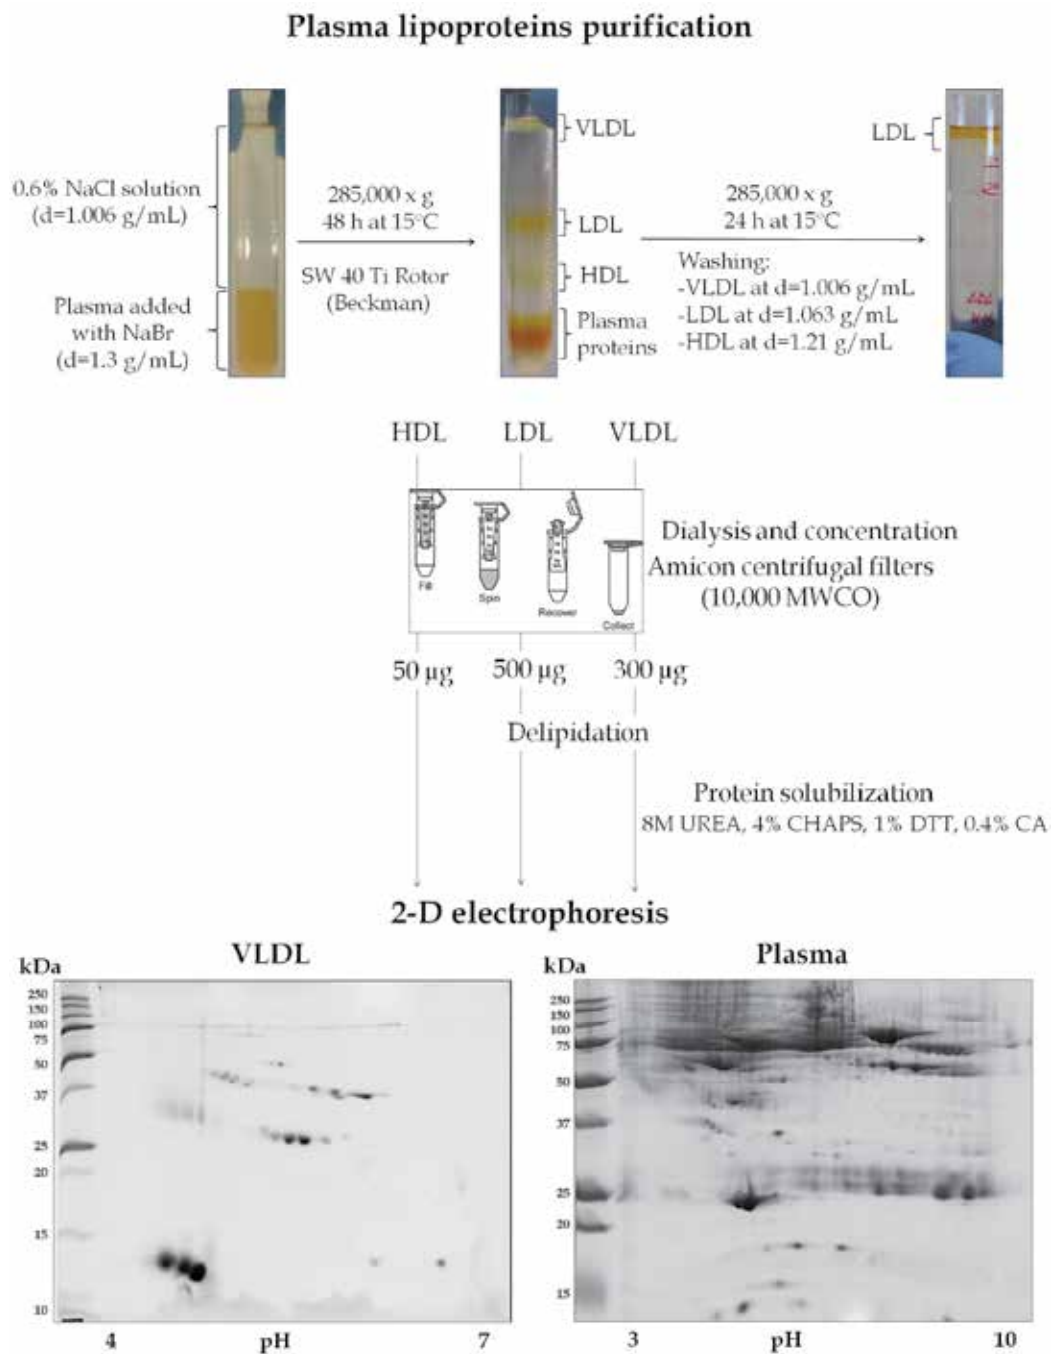 Plasma lipoproteins purification
0.6% NaCl solution
(d=1.006 g/mL)
Plasma added
with NaBr
(d=1.3 g/mL)
285,000 x g
48 h at 15°C
SW 40 Ti Rotor
(Beckman)
VLDL
LDL
HDL
Plasma
proteins
285,000 x g
24 h at 15°C
Washing:
-VLDL at d=1.006 g/mL
-LDL at d=1.063 g/mL
-HDL at d=1.21 g/mL
LDL
HDL LDL VLDL
Fill
Spin
Recover
Collect
Dialysis and concentration
Amicon centrifugal filters
(10,000 MWCO)
50 µg 500 µg 300 µg
Delipidation
Protein solubilization
8M UREA, 4% CHAPS, 1% DTT, 0.4% CA
2-D electrophoresis
VLDL
kDa
250
150
100
75
50
37
25
20
15
10
4 pH 7
Plasma
kDa
250
150
100
75
50
37
25
20
15
3 pH 10